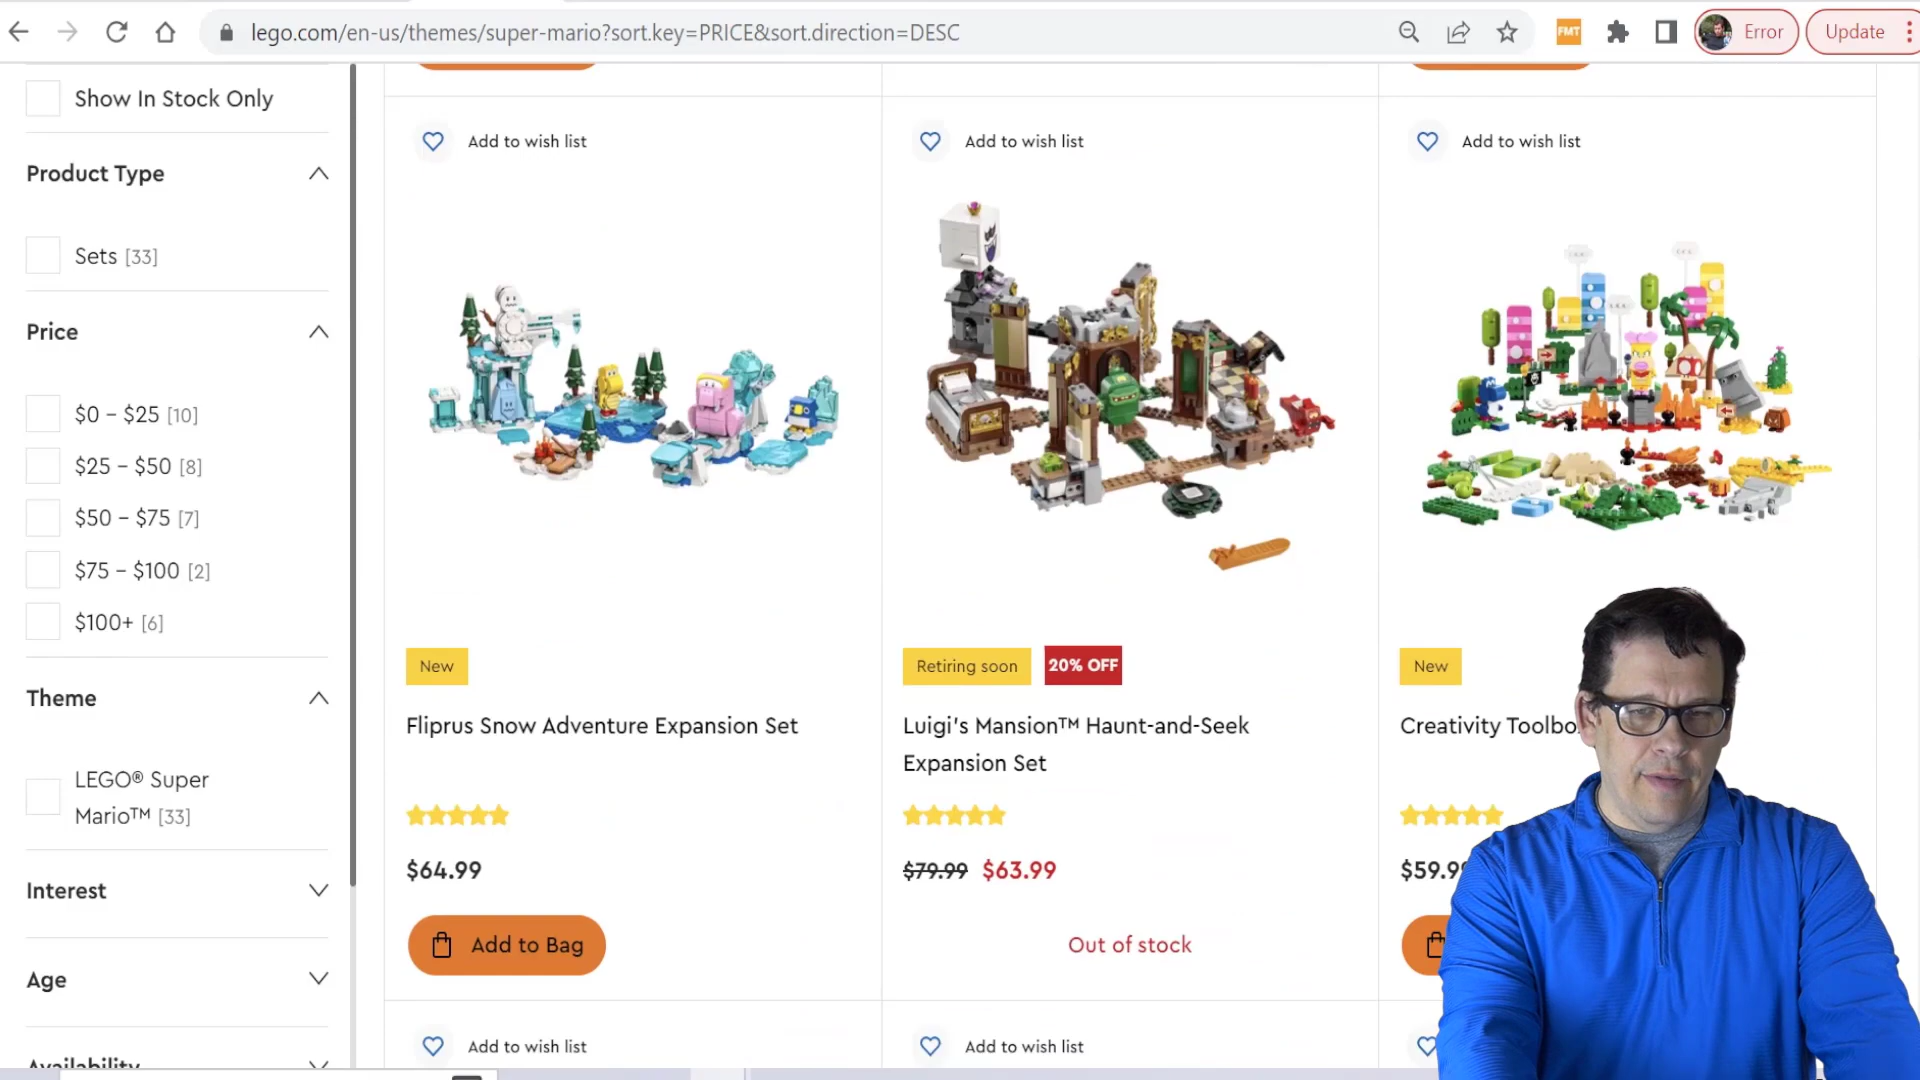 lego.com/en-us/themes/super-mario?sort.key=PRICE&sort.direction=DESC
FMT
Error
Update
Show In Stock Only
Product Type
Sets [33]
Price
$0 – $25 [10]
$25 – $50 [8]
$50 – $75 [7]
$75 – $100 [2]
$100+ [6]
Theme
LEGO® Super
Mario™ [33]
Interest
Age
Availability
Add to wish list
New
Fliprus Snow Adventure Expansion Set
$64.99
Add to Bag
Add to wish list
Retiring soon
20% OFF
Luigi's Mansion™ Haunt-and-Seek
Expansion Set
$79.99 $63.99
Out of stock
Add to wish list
New
Creativity
$59.9
Add to wish list
Add to wish list